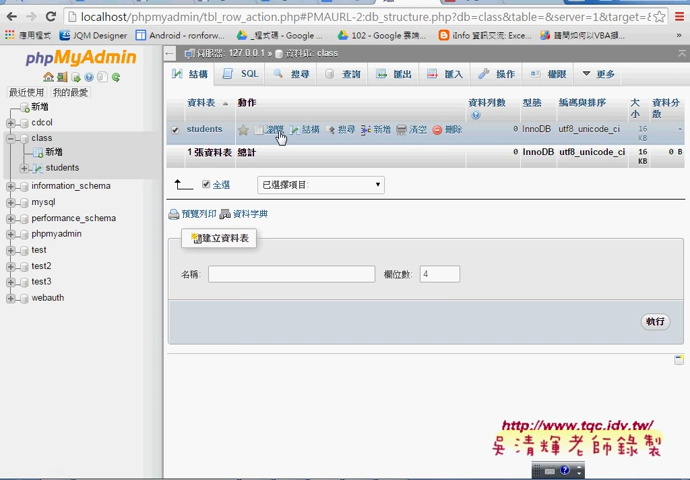 localhost/phpmyadmin/tbl_row_action.php#PMAURL-2:db_structure.php?db=class&table=&server=1&target=&
應用程式
JQM Designer
Android - ronforw...
_程式碼 - Google ...
102 - Google 雲端...
iInfo 資訊交流: Exce...
請問如何以VBA擷...
phpMyAdmin
最近使用 我的最愛
新增
cdcol
class
新增
students
information_schema
mysql
performance_schema
phpmyadmin
test
test2
test3
webauth
伺服器: 127.0.0.1 » 資料庫: class
結構 SQL 搜尋 查詢 匯出 匯入 操作 權限 更多
資料表 動作 資料列數 型態 編碼與排序 大小 資料分散
students 瀏覽 結構 搜尋 新增 清空 刪除 0 InnoDB utf8_unicode_ci 16 KB -
1 張資料表 總計 0 InnoDB utf8_unicode_ci 16 KB 0 B
全選 已選擇項目:
預覽列印 資料字典
建立資料表
名稱: 欄位數: 4
執行
http://www.tqc.idv.tw/
吳清輝老師錄製